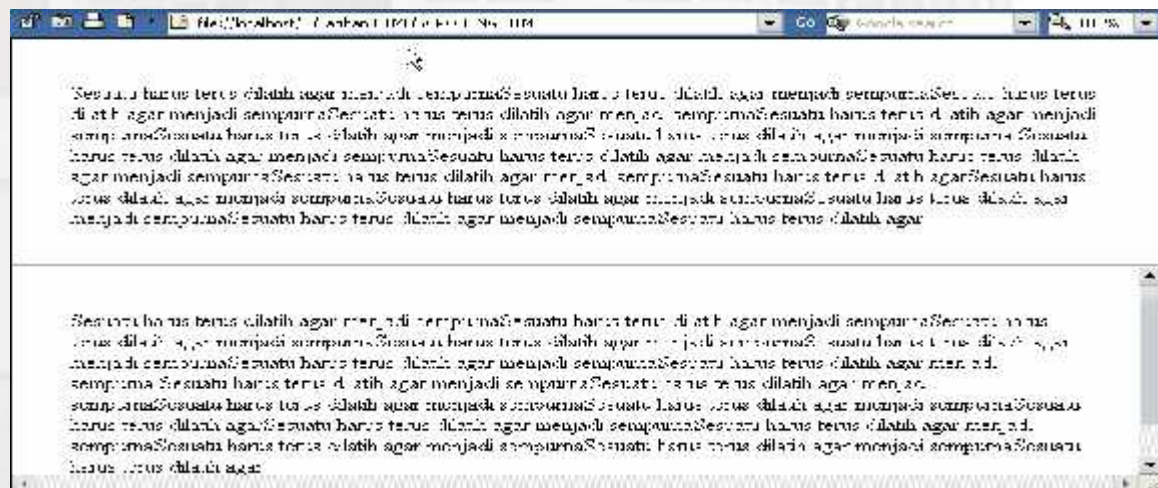 file://localhost/ Latihan HTM
Go Google search
Sesuatu harus terus dilatih agar menjadi sempurnaSesuatu harus terus dilatih agar menjadi sempurnaSesuatu harus terus
dilatih agar menjadi sempurnaSesuatu harus terus dilatih agar menjadi sempurnaSesuatu harus terus dilatih agar menjadi
sempurnaSesuatu harus terus dilatih agar menjadi sempurnaSesuatu harus terus dilatih agar menjadi sempurna Sesuatu
harus terus dilatih agar menjadi sempurnaSesuatu harus terus dilatih agar menjadi sempurnaSesuatu harus terus dilatih
agar menjadi sempurnaSesuatu harus terus dilatih agar menjadi sempurnaSesuatu harus terus dilatih agarSesuatu harus
terus dilatih agar menjadi sempurnaSesuatu harus terus dilatih agar menjadi sempurnaSesuatu harus terus dilatih agar
menjadi sempurnaSesuatu harus terus dilatih agar menjadi sempurnaSesuatu harus terus dilatih agar
Sesuatu harus terus dilatih agar menjadi sempurnaSesuatu harus terus dilatih agar menjadi sempurnaSesuatu harus
terus dilatih agar menjadi sempurnaSesuatu harus terus dilatih agar menjadi sempurnaSesuatu harus terus dilatih agar
menjadi sempurnaSesuatu harus terus dilatih agar menjadi sempurnaSesuatu harus terus dilatih agar menjadi
sempurna Sesuatu harus terus dilatih agar menjadi sempurnaSesuatu harus terus dilatih agar menjadi
sempurnaSesuatu harus terus dilatih agar menjadi sempurnaSesuatu harus terus dilatih agar menjadi sempurnaSesuatu
harus terus dilatih agarSesuatu harus terus dilatih agar menjadi sempurnaSesuatu harus terus dilatih agar menjadi
sempurnaSesuatu harus terus dilatih agar menjadi sempurnaSesuatu harus terus dilatih agar menjadi sempurnaSesuatu
harus terus dilatih agar